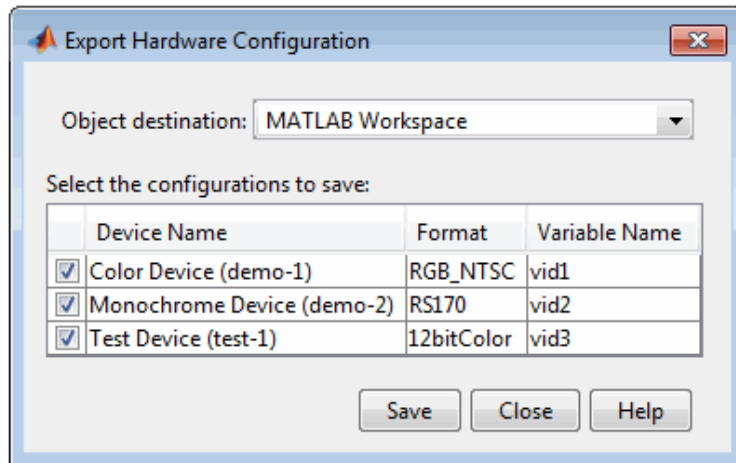 Export Hardware Configuration
Object destination: MATLAB Workspace
Select the configurations to save:
Device Name Format Variable Name
Color Device (demo-1) RGB_NTSC vid1
Monochrome Device (demo-2) RS170 vid2
Test Device (test-1) 12bitColor vid3
Save Close Help